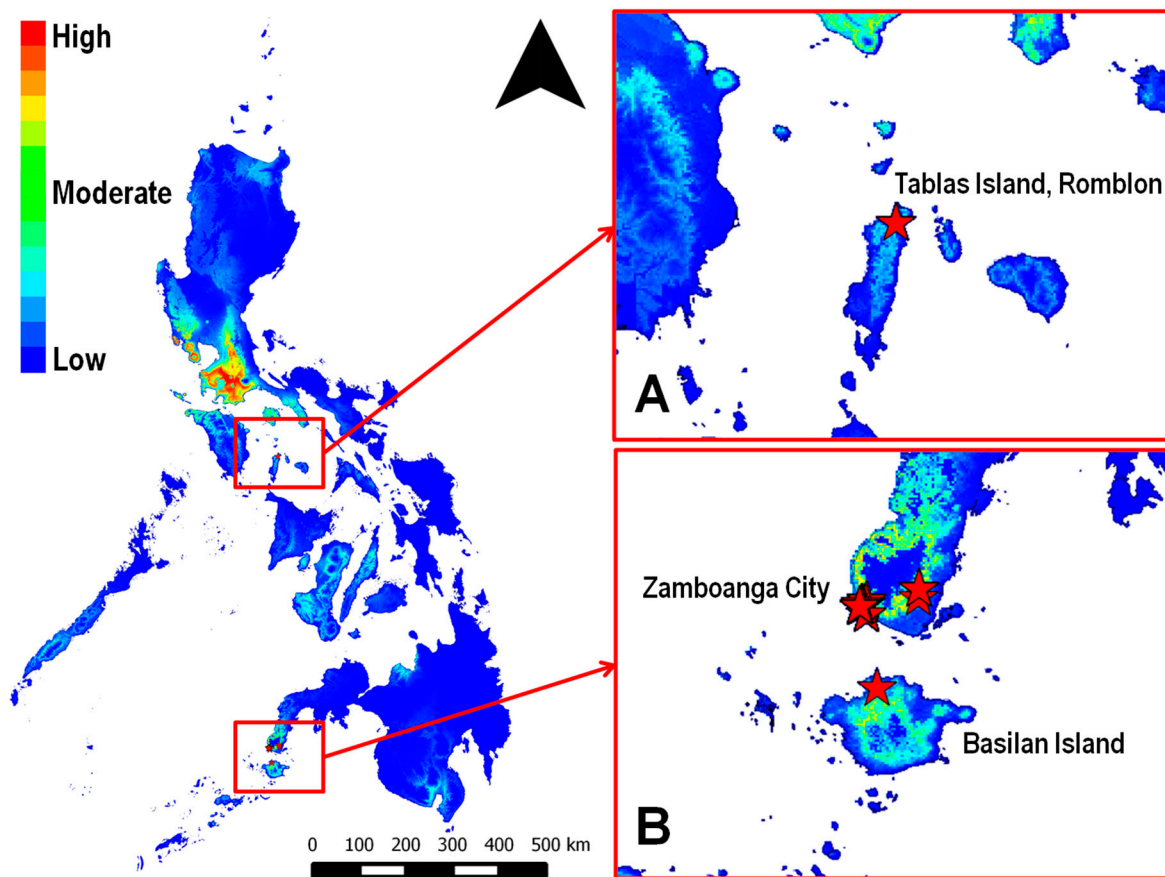 High
Moderate
Low
Tablas Island, Romblon
A
Zamboanga City
Basilan Island
B
0 100 200 300 400 500 km